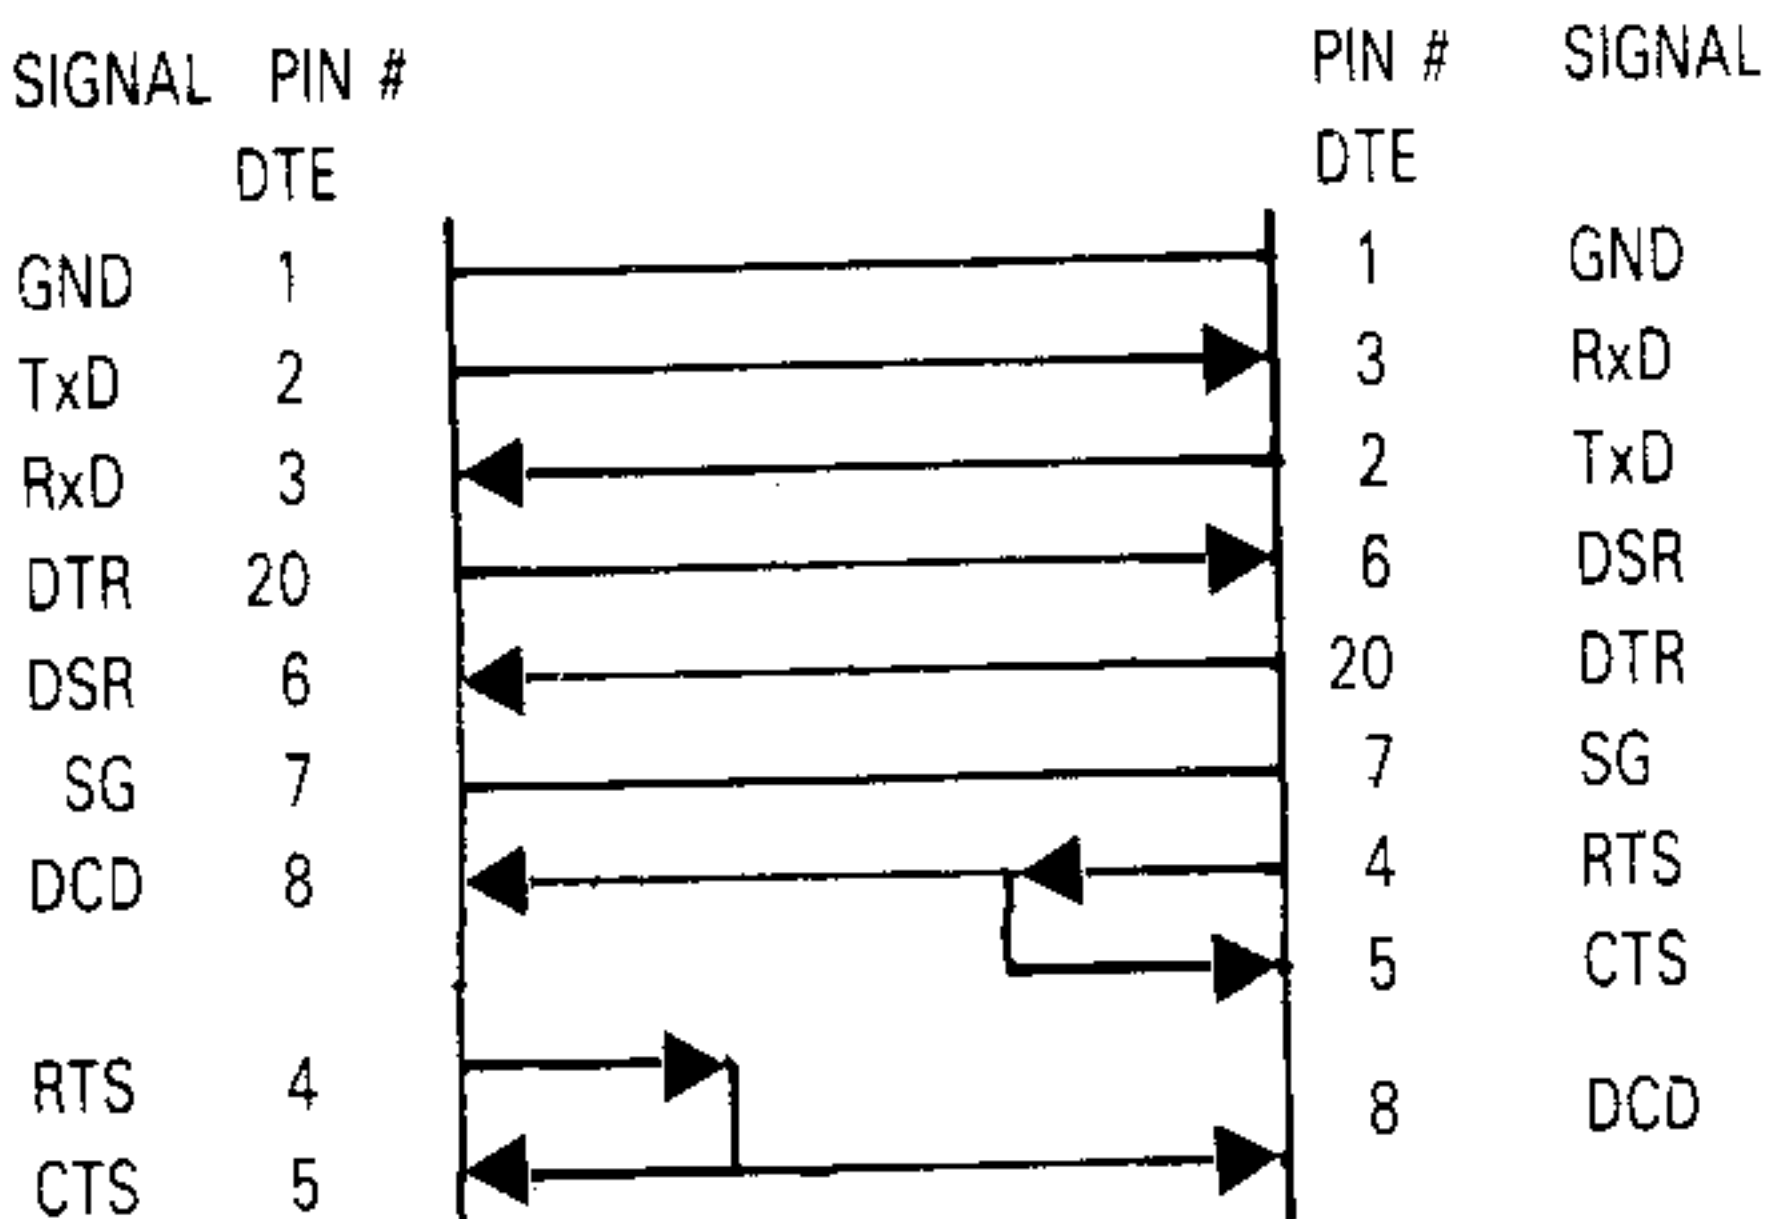 SIGNAL PIN # PIN # SIGNAL
DTE DTE
GND 1 1 GND
TxD 2 3 RxD
RxD 3 2 TxD
DTR 20 6 DSR
DSR 6 20 DTR
SG 7 7 SG
DCD 8 4 RTS
5 CTS
RTS 4 8 DCD
CTS 5